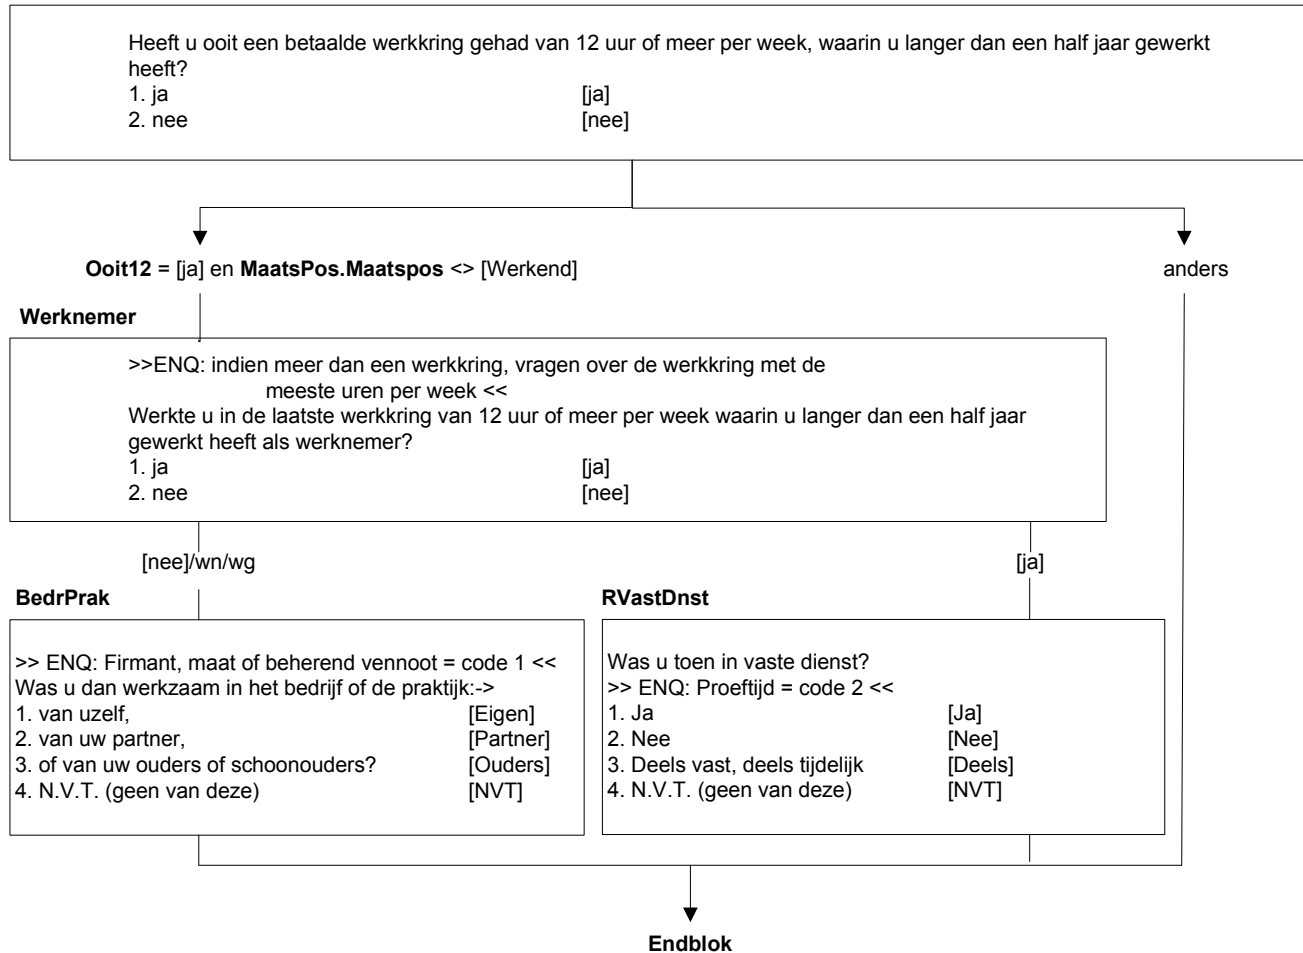 Heeft u ooit een betaalde werkkring gehad van 12 uur of meer per week, waarin u langer dan een half jaar gewerkt
heeft?
1. ja [ja]
2. nee [nee]
Ooit12 = [ja] en MaatsPos.Maatspos <> [Werkend]
anders
Werknemer
>>ENQ: indien meer dan een werkkring, vragen over de werkkring met de
meeste uren per week <<
Werkte u in de laatste werkkring van 12 uur of meer per week waarin u langer dan een half jaar
gewerkt heeft als werknemer?
1. ja [ja]
2. nee [nee]
[nee]/wn/wg
[ja]
BedrPrak
>> ENQ: Firmant, maat of beherend vennoot = code 1 <<
Was u dan werkzaam in het bedrijf of de praktijk:->
1. van uzelf, [Eigen]
2. van uw partner, [Partner]
3. of van uw ouders of schoonouders? [Ouders]
4. N.V.T. (geen van deze) [NVT]
RVastDnst
Was u toen in vaste dienst?
>> ENQ: Proeftijd = code 2 <<
1. Ja [Ja]
2. Nee [Nee]
3. Deels vast, deels tijdelijk [Deels]
4. N.V.T. (geen van deze) [NVT]
Endblok